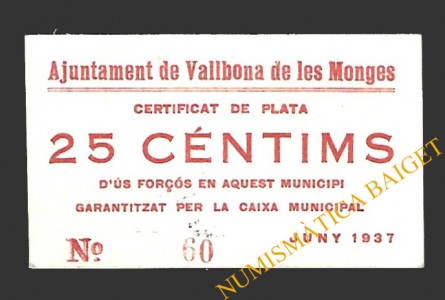 Ajuntament de Vallbona de les Monges
CERTIFICAT DE PLATA
25 CÉNTIMS
D'ÚS FORÇÓS EN AQUEST MUNICIPI
GARANTITZAT PER LA CAIXA MUNICIPAL
Nº 60
JUNY 1937
NUMISMÀTICA BAIGET